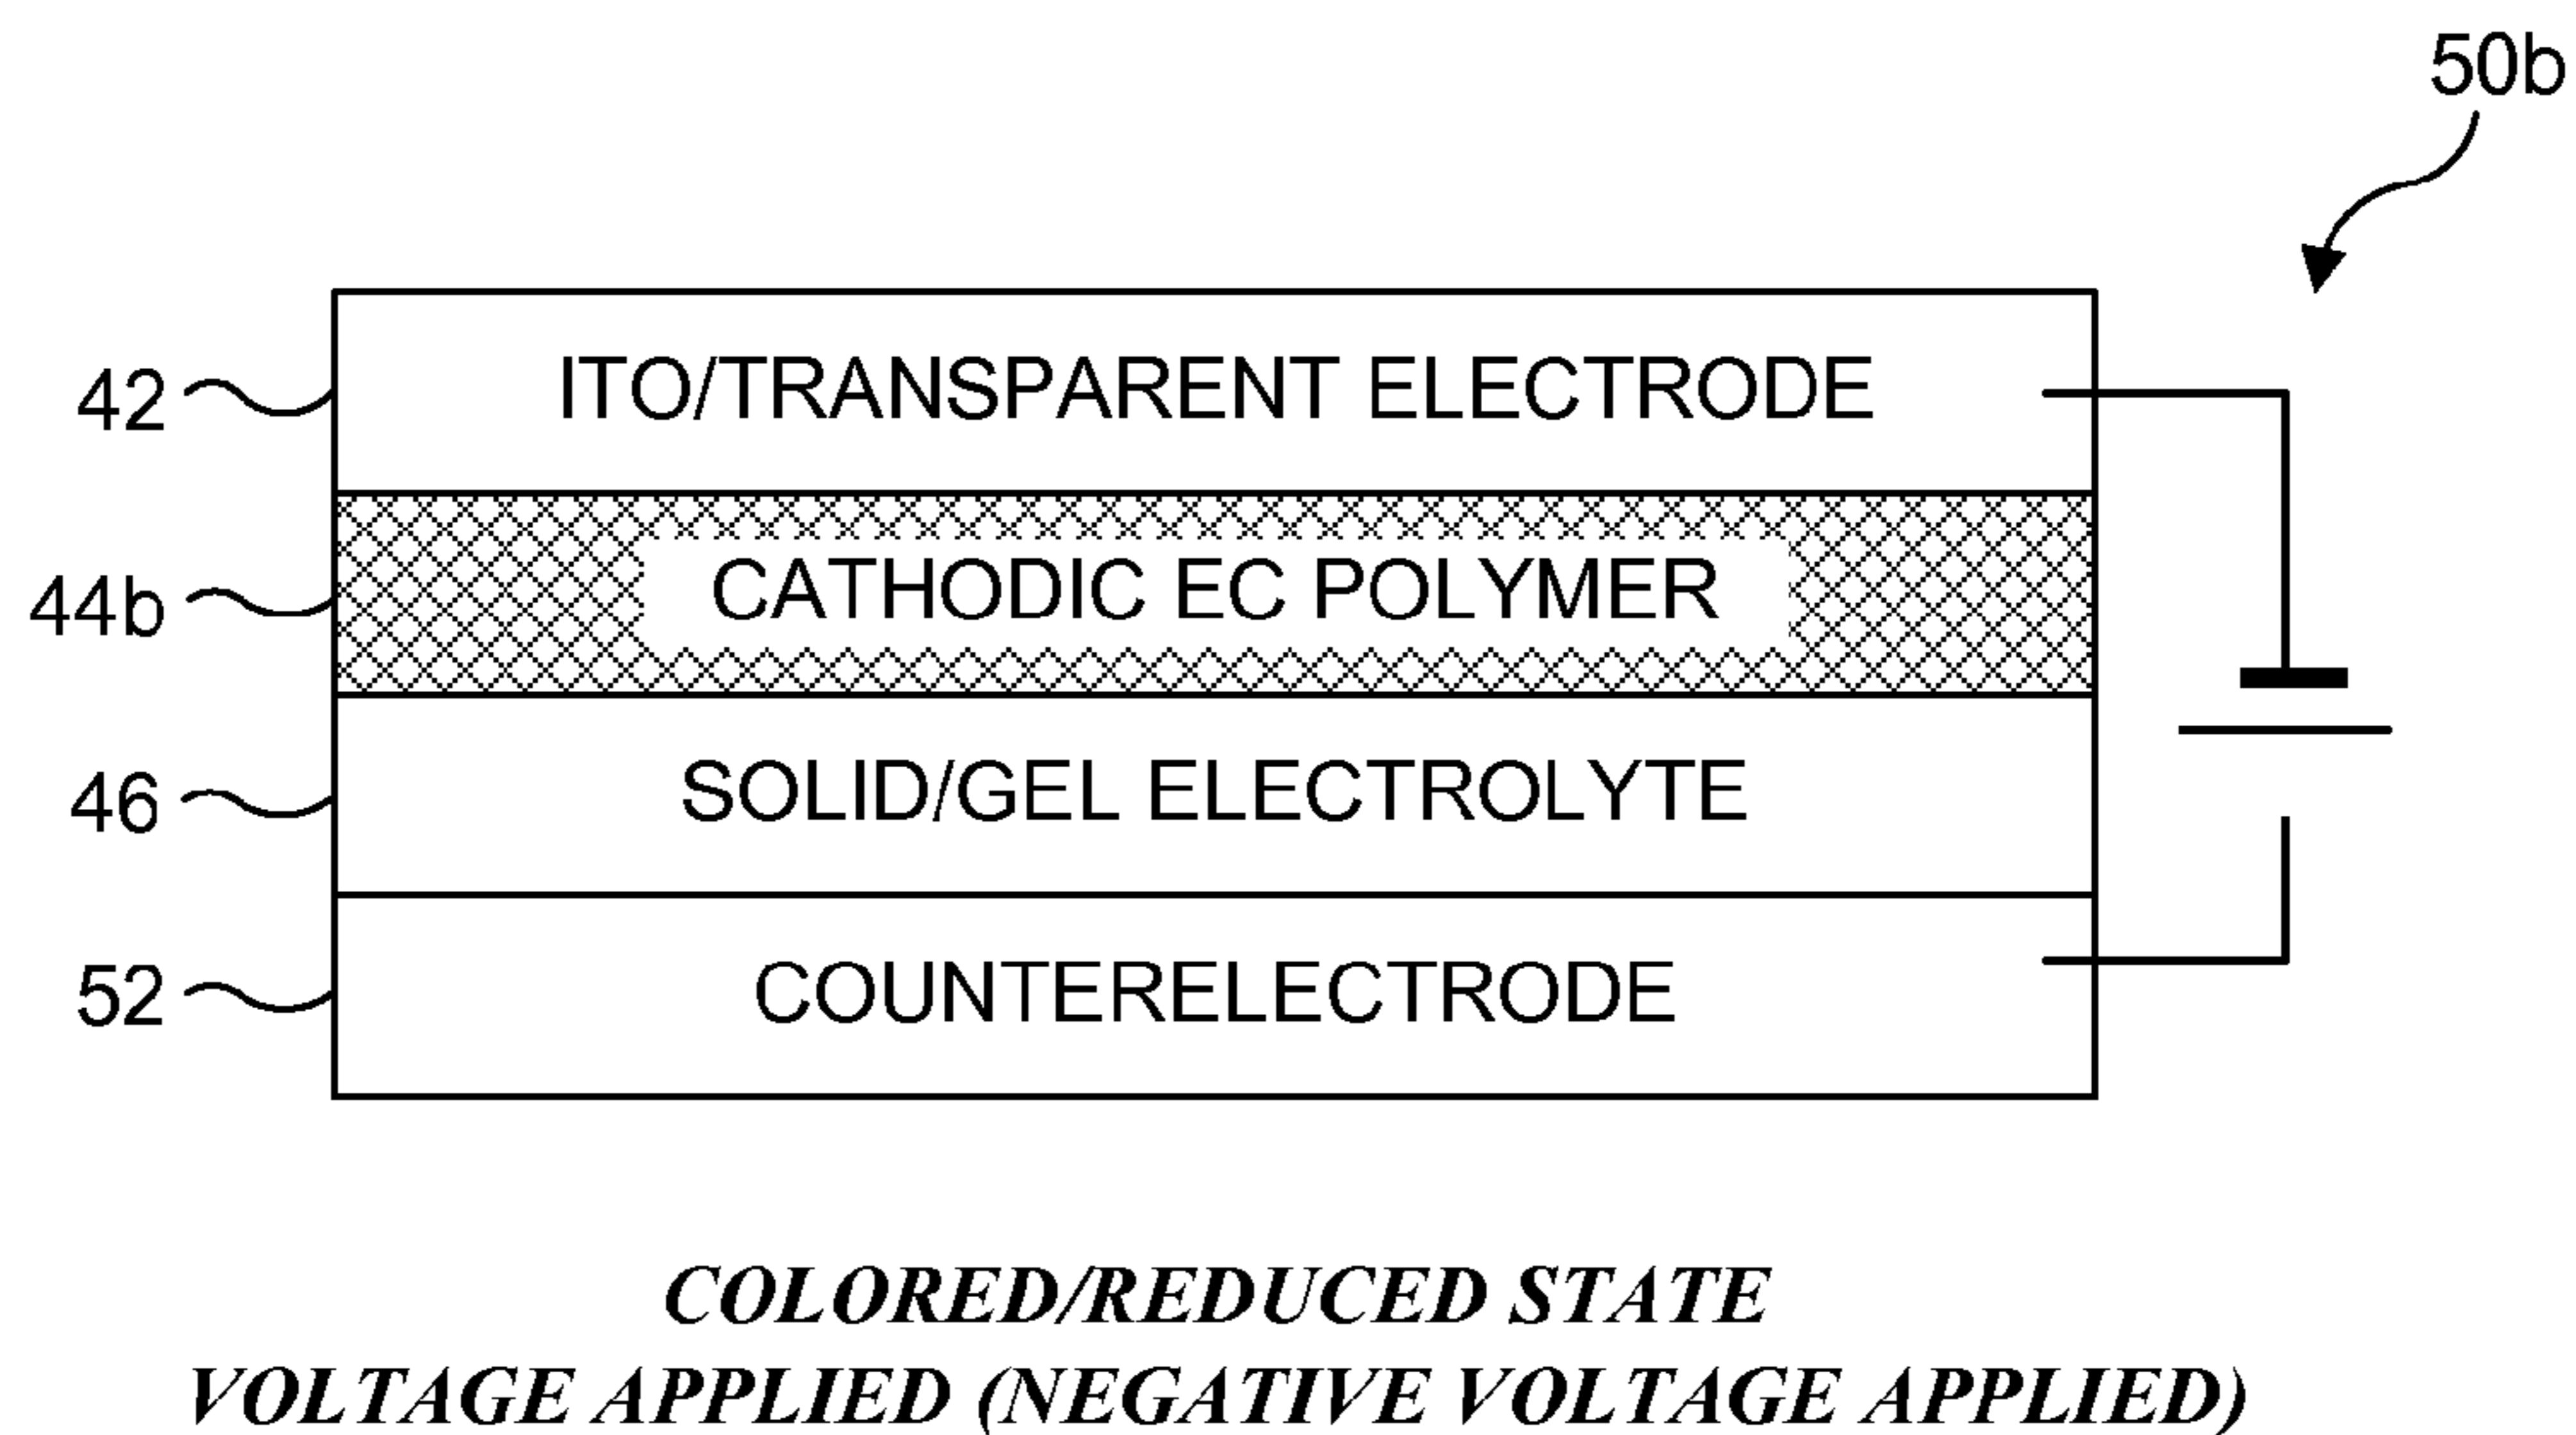 50b
42
ITO/TRANSPARENT ELECTRODE
44b
CATHODIC EC POLYMER
46
SOLID/GEL ELECTROLYTE
52
COUNTERELECTRODE
COLORED/REDUCED STATE
VOLTAGE APPLIED (NEGATIVE VOLTAGE APPLIED)